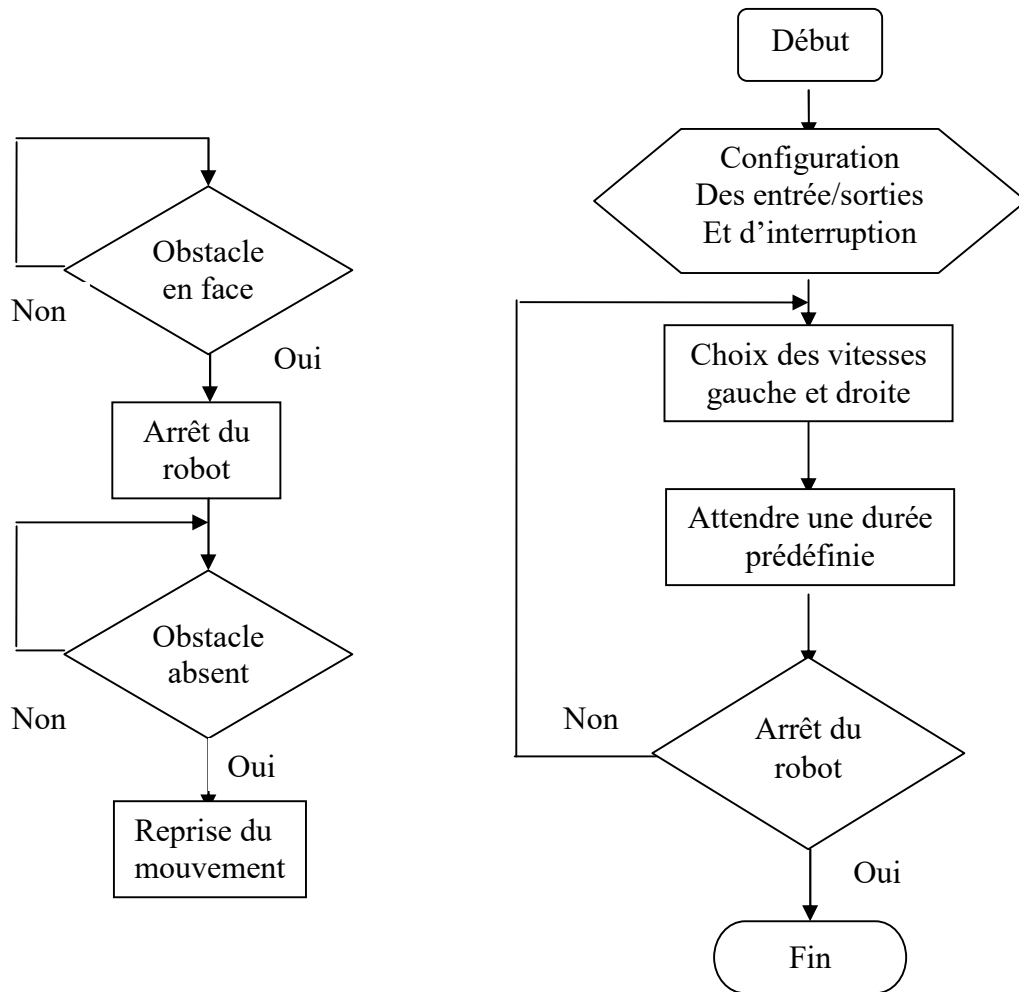 Obstacle
en face
Non
Oui
Arrêt du
robot
Obstacle
absent
Non
Oui
Reprise du
mouvement
Début
Configuration
Des entrée/sorties
Et d’interruption
Choix des vitesses
gauche et droite
Attendre une durée
prédéfinie
Non
Arrêt du
robot
Oui
Fin